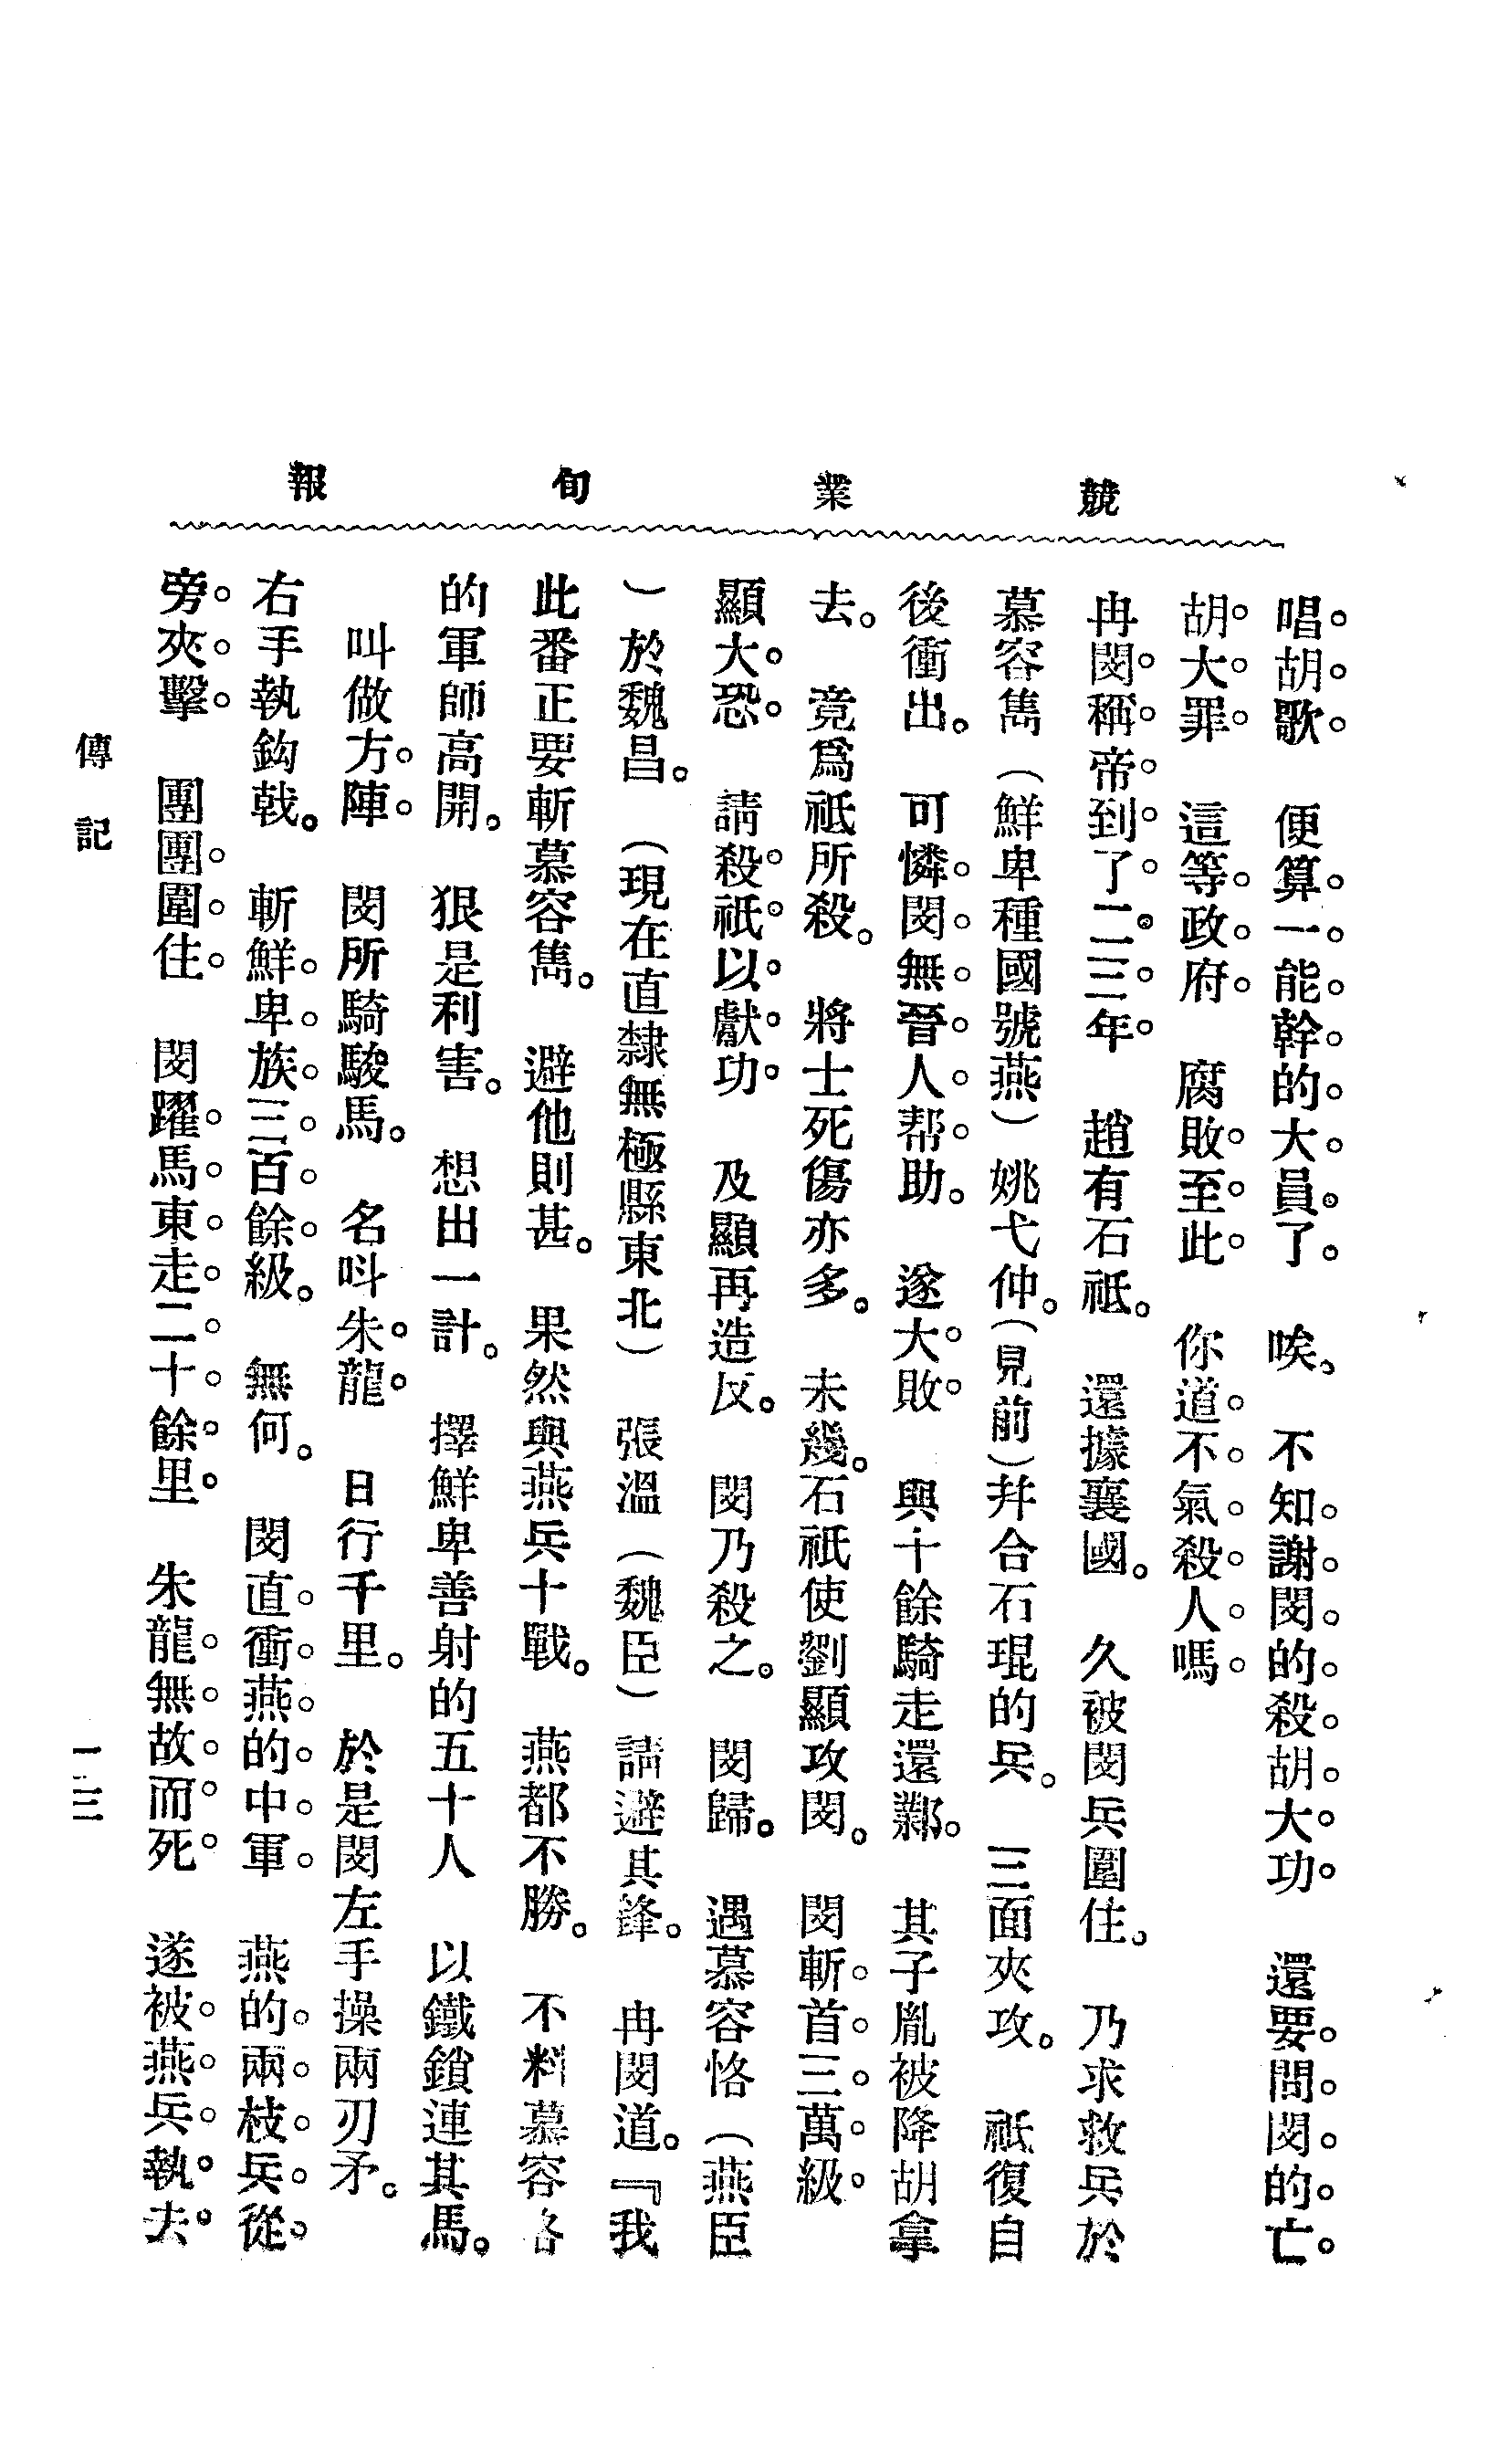 競業旬報
唱胡歌　便算一能幹的大員了　唉。　不知謝閔的殺胡大功　還要問閔的亡
胡大罪　這等政府　腐敗至此　你道不氣殺人嗎
冉閔稱帝到了二三年　趙有石祗。　還據襄國。　久被閔兵圍住。　乃求救兵於
慕容雋（鮮卑種國號燕）姚弋仲。（見前）幷合石琨的兵。　三面夾攻。　祗復自
後衝出。　可憐閔無晉人帮助。　遂大敗　與十餘騎走還鄴。　其子胤被降胡拿
去。　竟爲祗所殺。　將士死傷亦多。　未幾。石祗使劉顯攻閔。　閔斬首三萬級
顯大恐　請殺祗以獻功　及顯再造反。　閔乃殺之。　閔歸。　遇慕容恪（燕臣
）於魏昌。　（現在直隸無極縣東北）　張溫（魏臣）請避其鋒。　冉閔道。『我
此番正要斬慕容雋。　避他則甚。　果然與燕兵十戰。　燕都不勝。　不料慕容恪
的軍師高開。　狠是利害。　想出一計。　擇鮮卑善射的五十人　以鐵鎖連其馬。
叫做方陣　閔所騎駿馬。　名呌朱龍　日行千里。　於是閔左手操兩刃矛。
右手執鈎戟。　斬鮮卑族三百餘級。　無何。　閔直衝燕的中軍　燕的兩枝兵從
旁夾擊　團團圍住　閔躍馬東走二十餘里　朱龍無故而死　遂被燕兵執去
傳記
一三